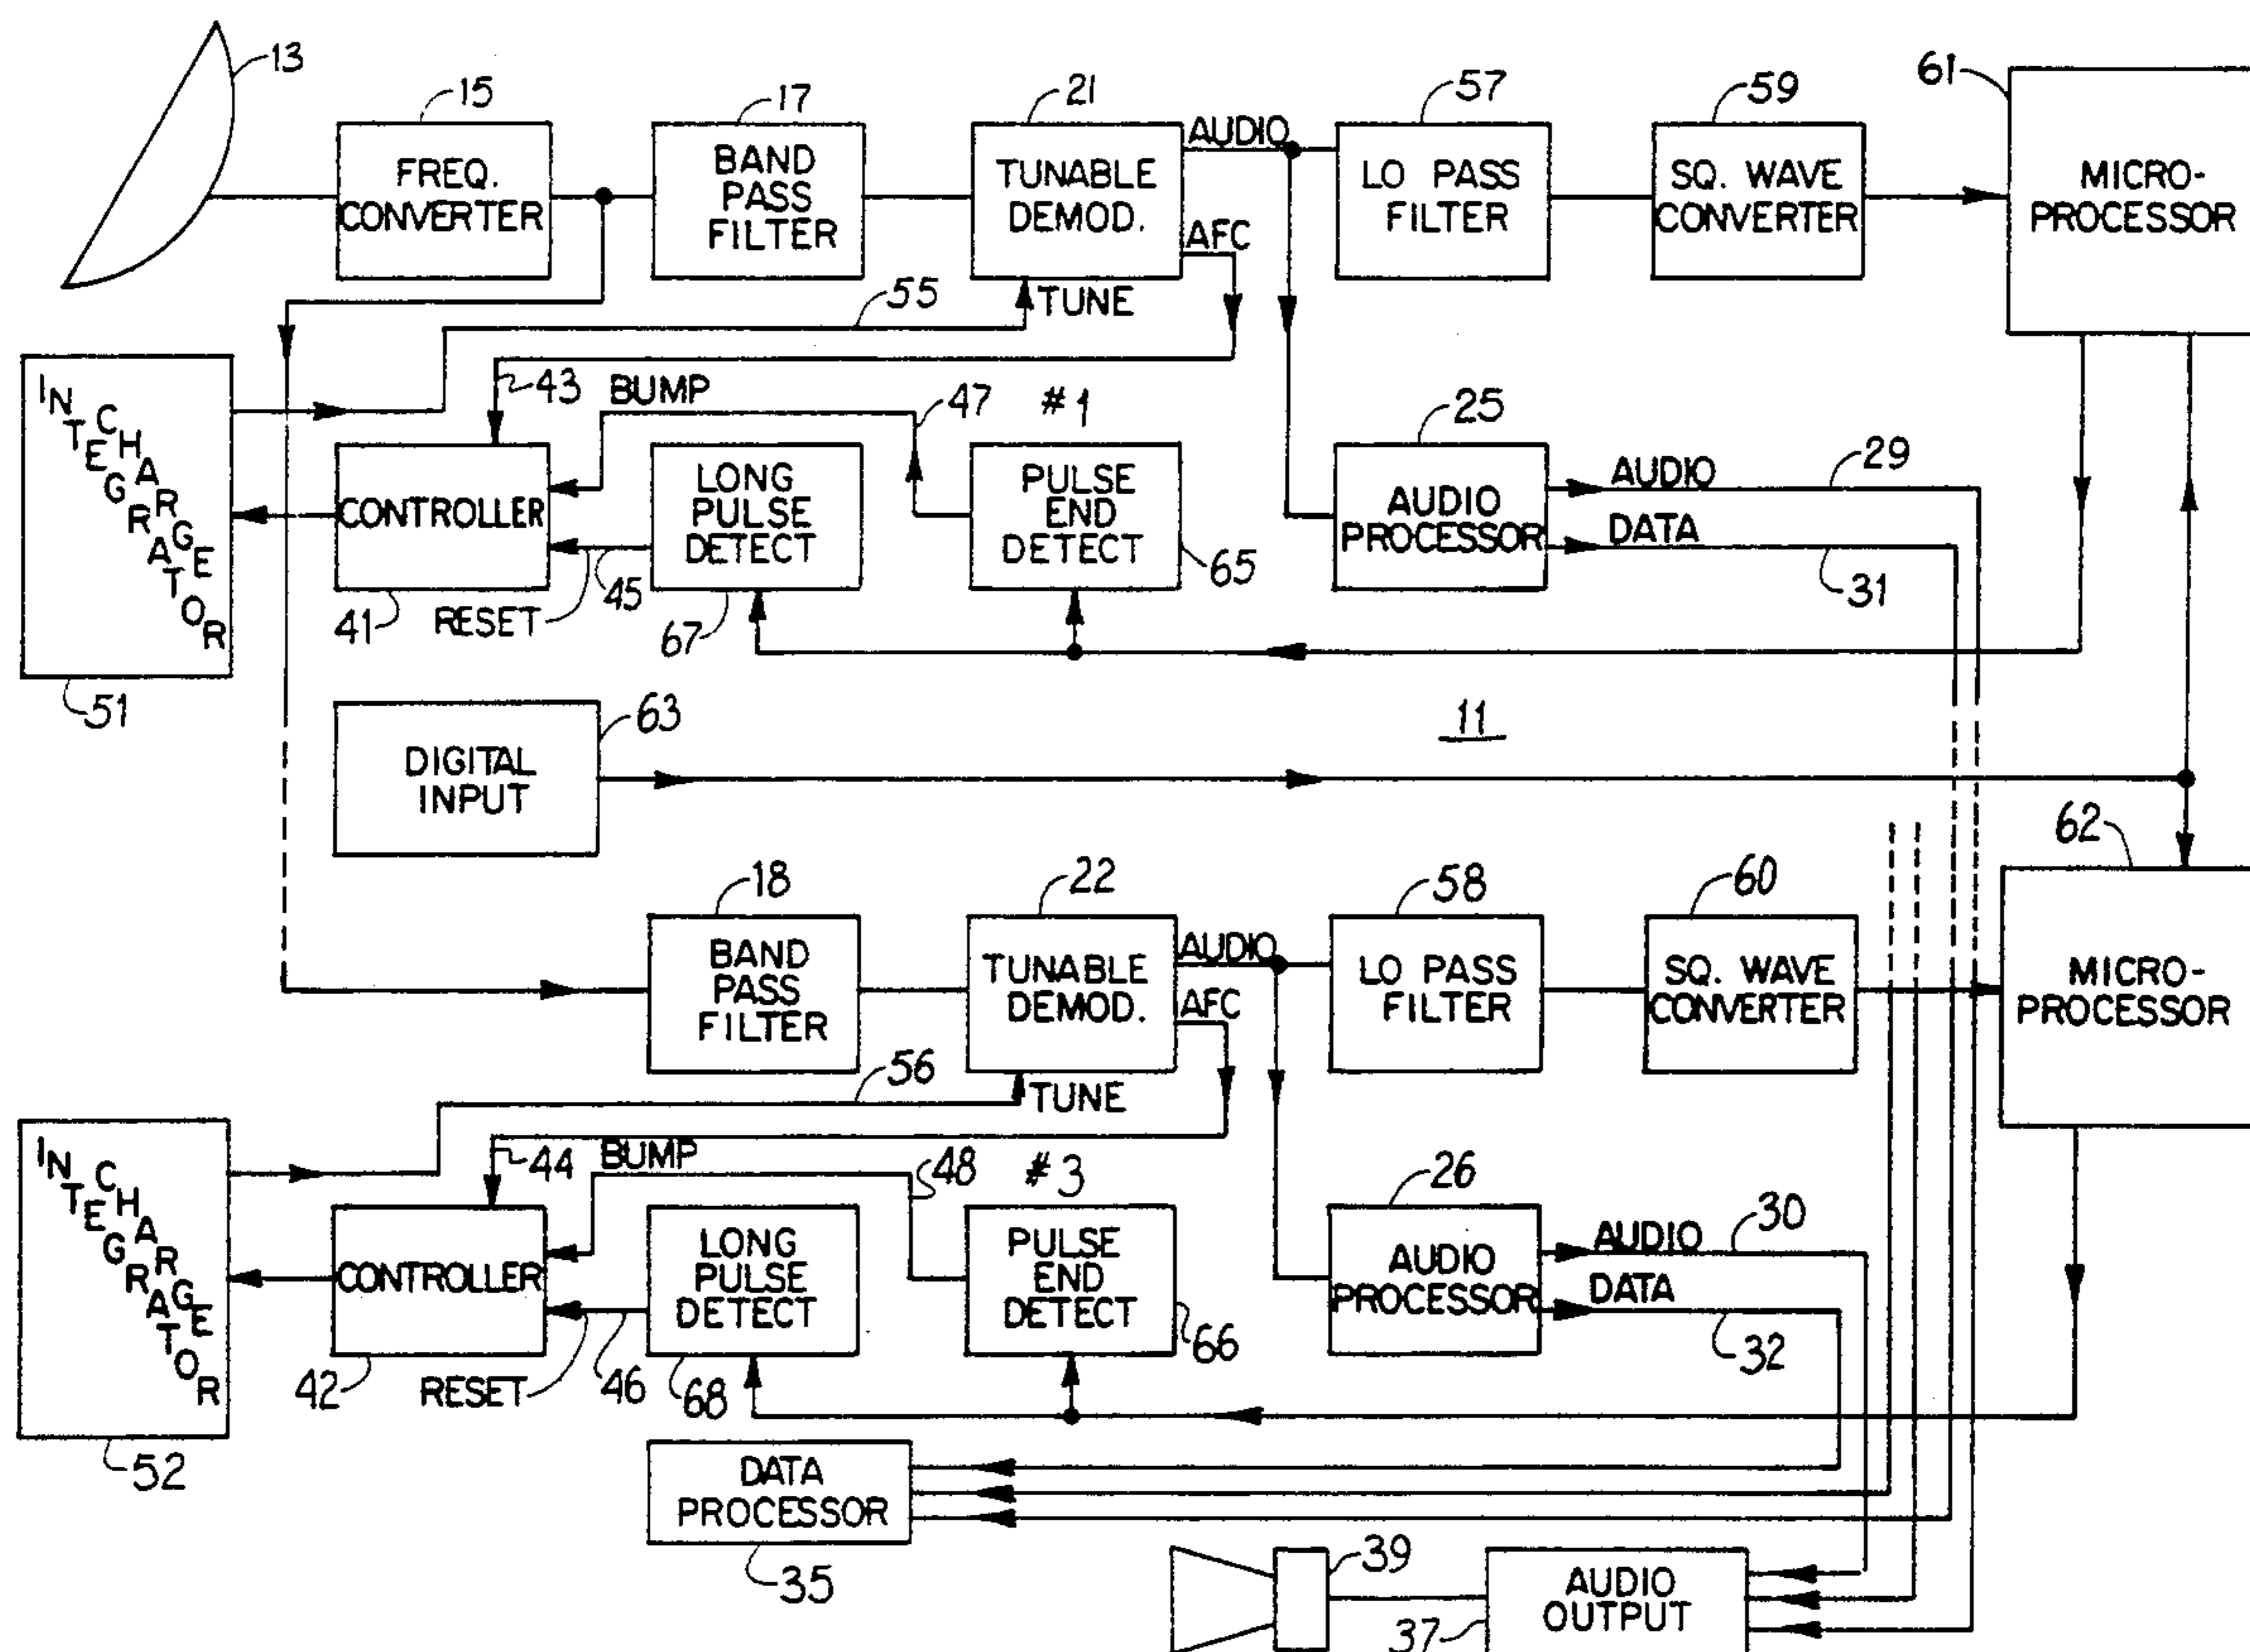 13
15
FREQ.
CONVERTER
17
BAND
PASS
FILTER
21
TUNABLE
DEMOD.
AUDIO
AFC
TUNE
57
LO PASS
FILTER
59
SQ. WAVE
CONVERTER
61
MICRO-
PROCESSOR
55
INTEGRATOR
CHARGE
51
43
BUMP
47
#1
CONTROLLER
41
RESET
45
LONG
PULSE
DETECT
67
PULSE
END
DETECT
65
25
AUDIO
PROCESSOR
AUDIO
29
DATA
31
11
DIGITAL
INPUT
63
18
BAND
PASS
FILTER
22
TUNABLE
DEMOD.
AUDIO
AFC
TUNE
58
LO PASS
FILTER
60
SQ. WAVE
CONVERTER
62
MICRO-
PROCESSOR
56
INTEGRATOR
CHARGE
52
44
BUMP
48
#3
CONTROLLER
42
RESET
46
LONG
PULSE
DETECT
68
PULSE
END
DETECT
66
26
AUDIO
PROCESSOR
AUDIO
30
DATA
32
DATA
PROCESSOR
35
39
AUDIO
OUTPUT
37